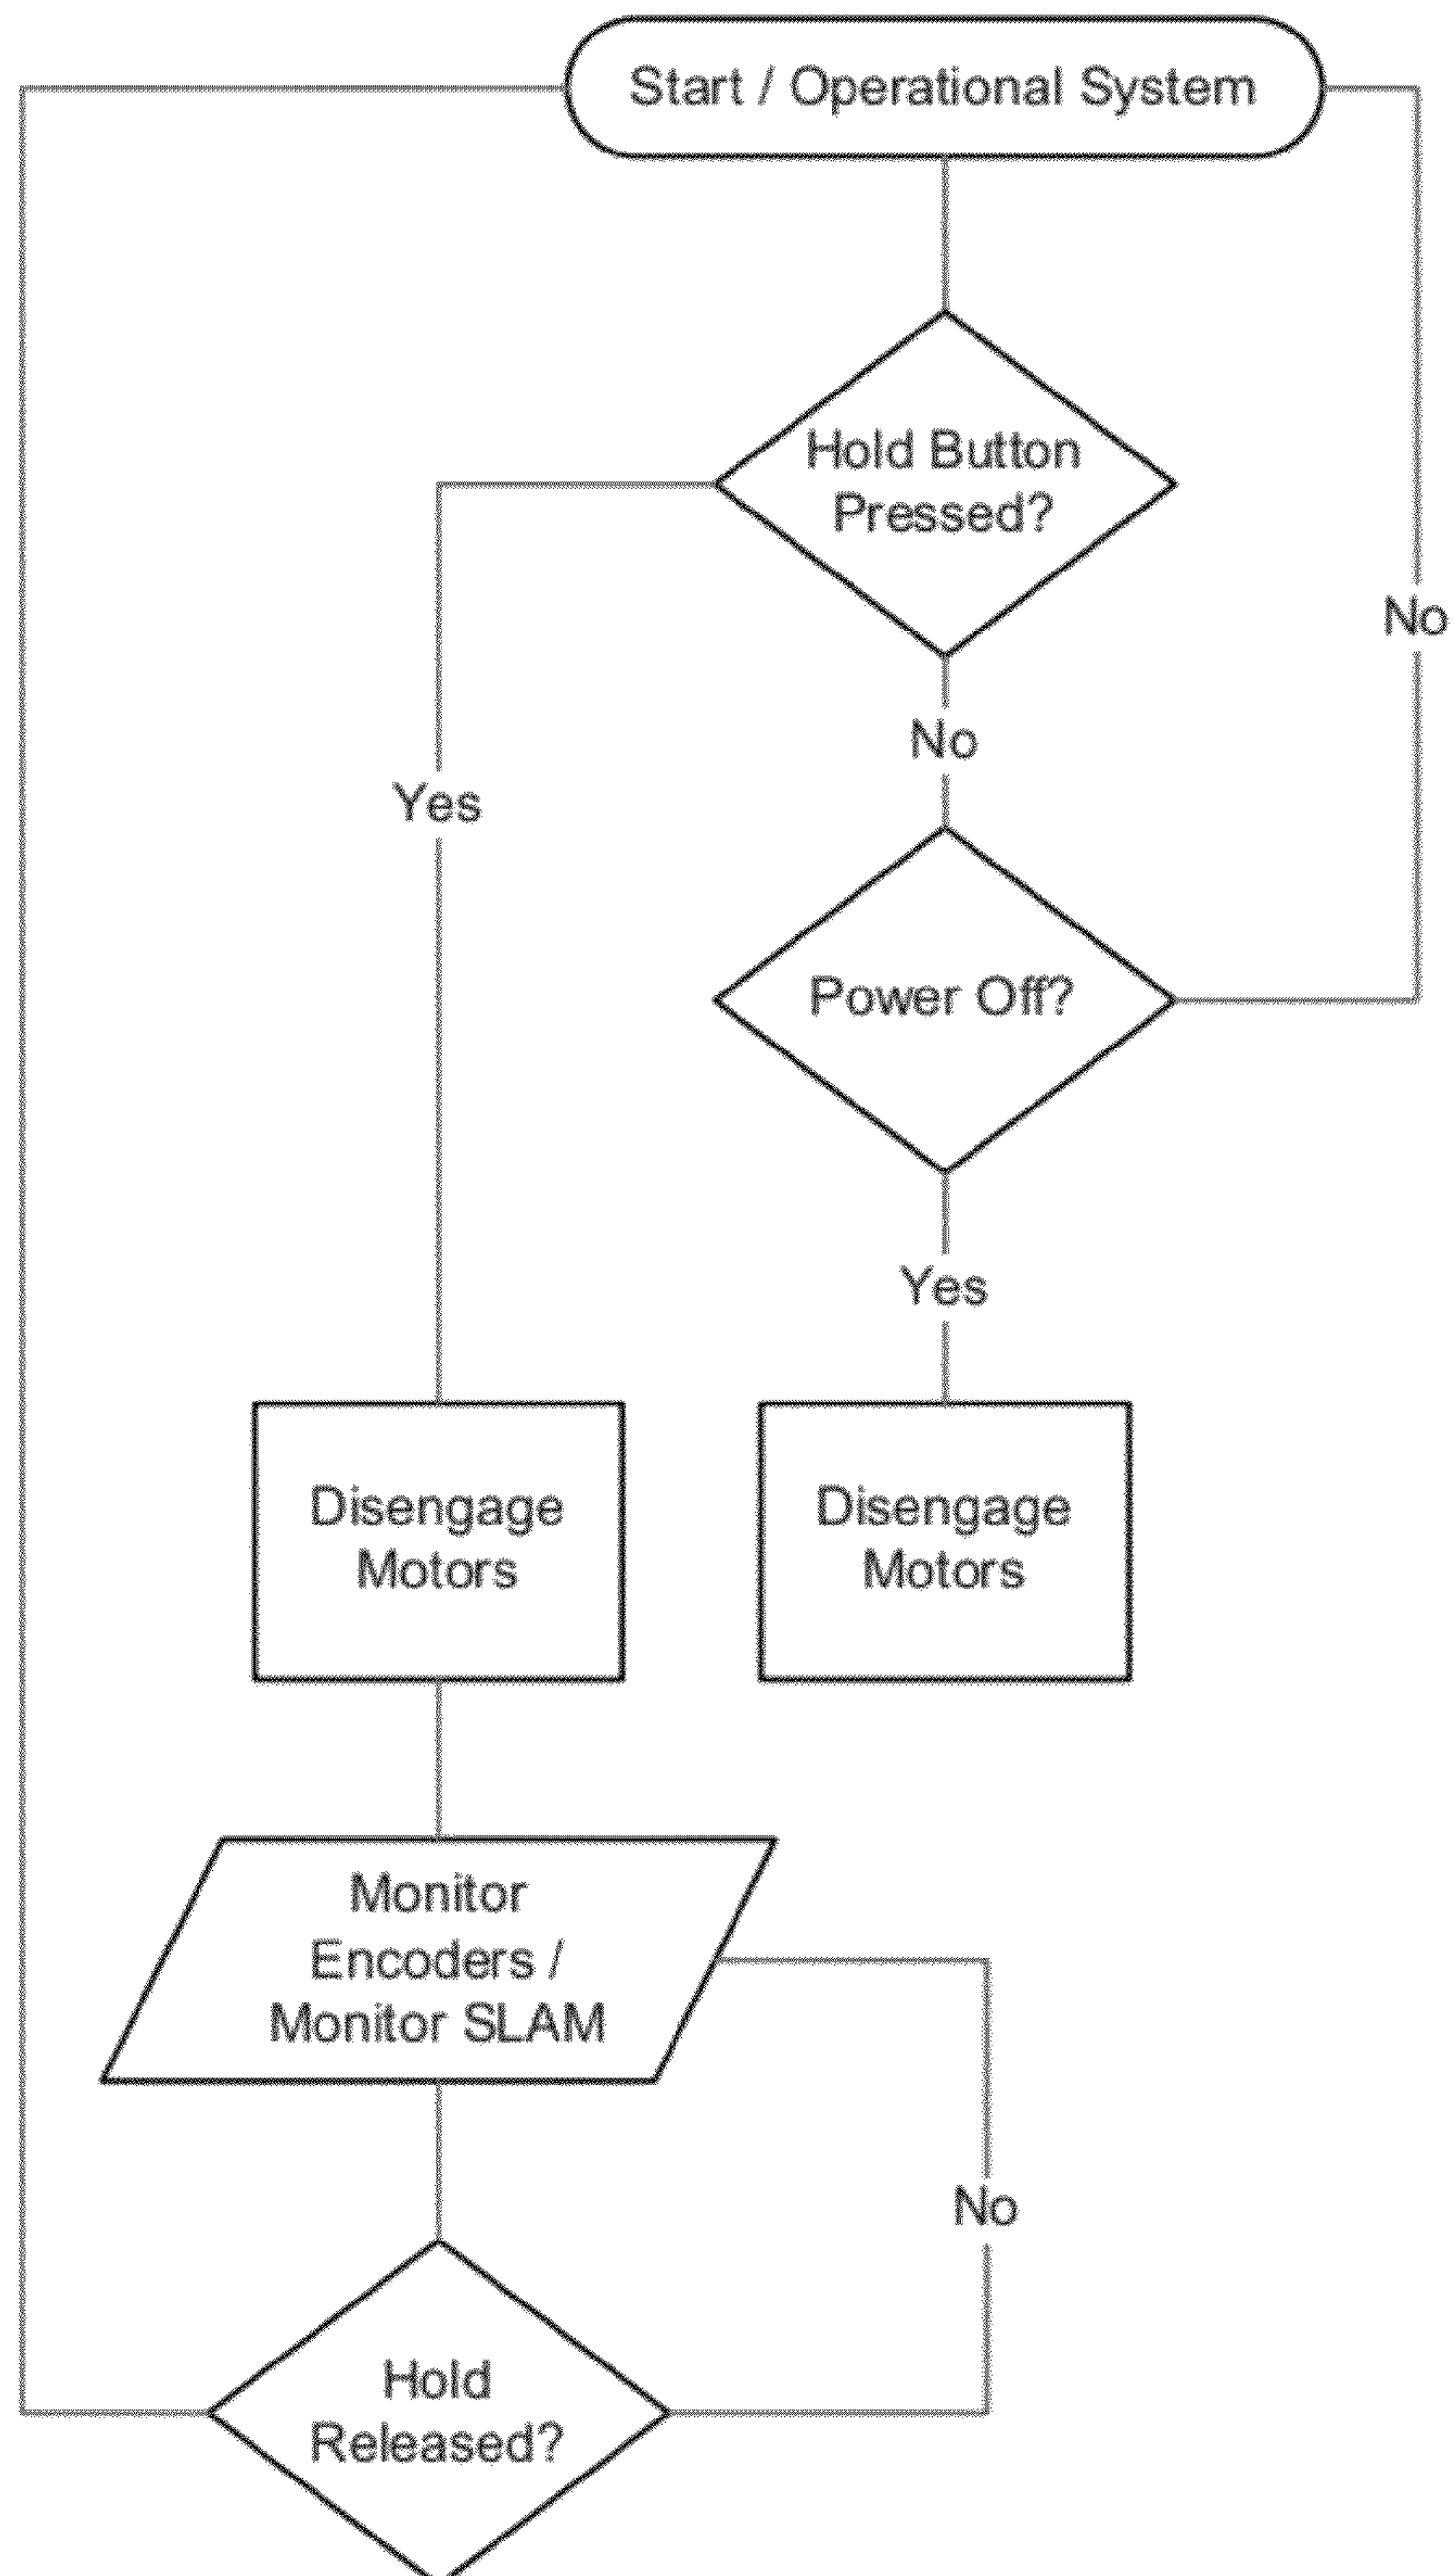 Start / Operational System
Hold Button
Pressed?
No
No
Yes
Power Off?
Yes
Disengage
Motors
Disengage
Motors
Monitor
Encoders /
Monitor SLAM
No
Hold
Released?